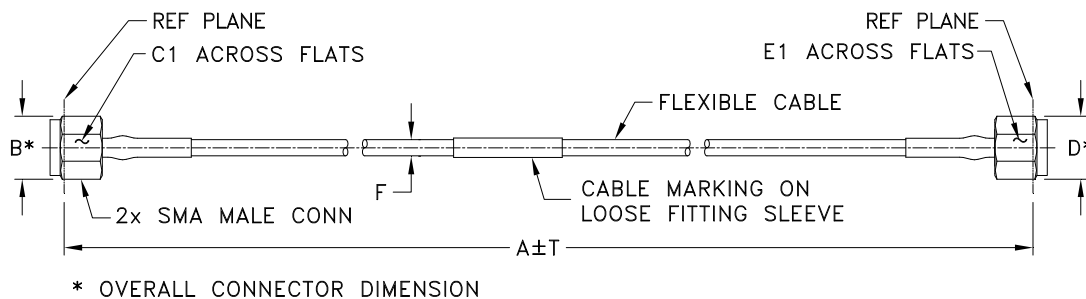 REF PLANE
REF PLANE
C1 ACROSS FLATS
E1 ACROSS FLATS
FLEXIBLE CABLE
B*
D*
F
CABLE MARKING ON
LOOSE FITTING SLEEVE
2x SMA MALE CONN
A±T
* OVERALL CONNECTOR DIMENSION